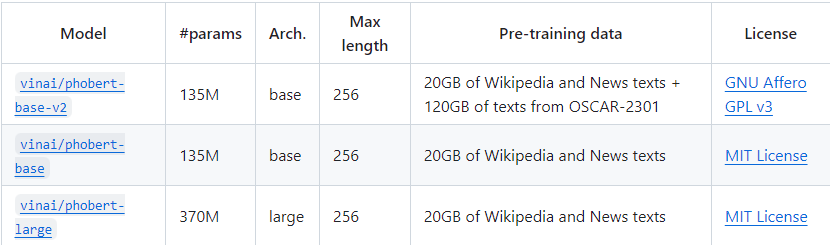 Model #params Arch. Max length Pre-training data License
vinai/phobert-base-v2 135M base 256 20GB of Wikipedia and News texts + 120GB of texts from OSCAR-2301 GNU Affero GPL v3
vinai/phobert-base 135M base 256 20GB of Wikipedia and News texts MIT License
vinai/phobert-large 370M large 256 20GB of Wikipedia and News texts MIT License